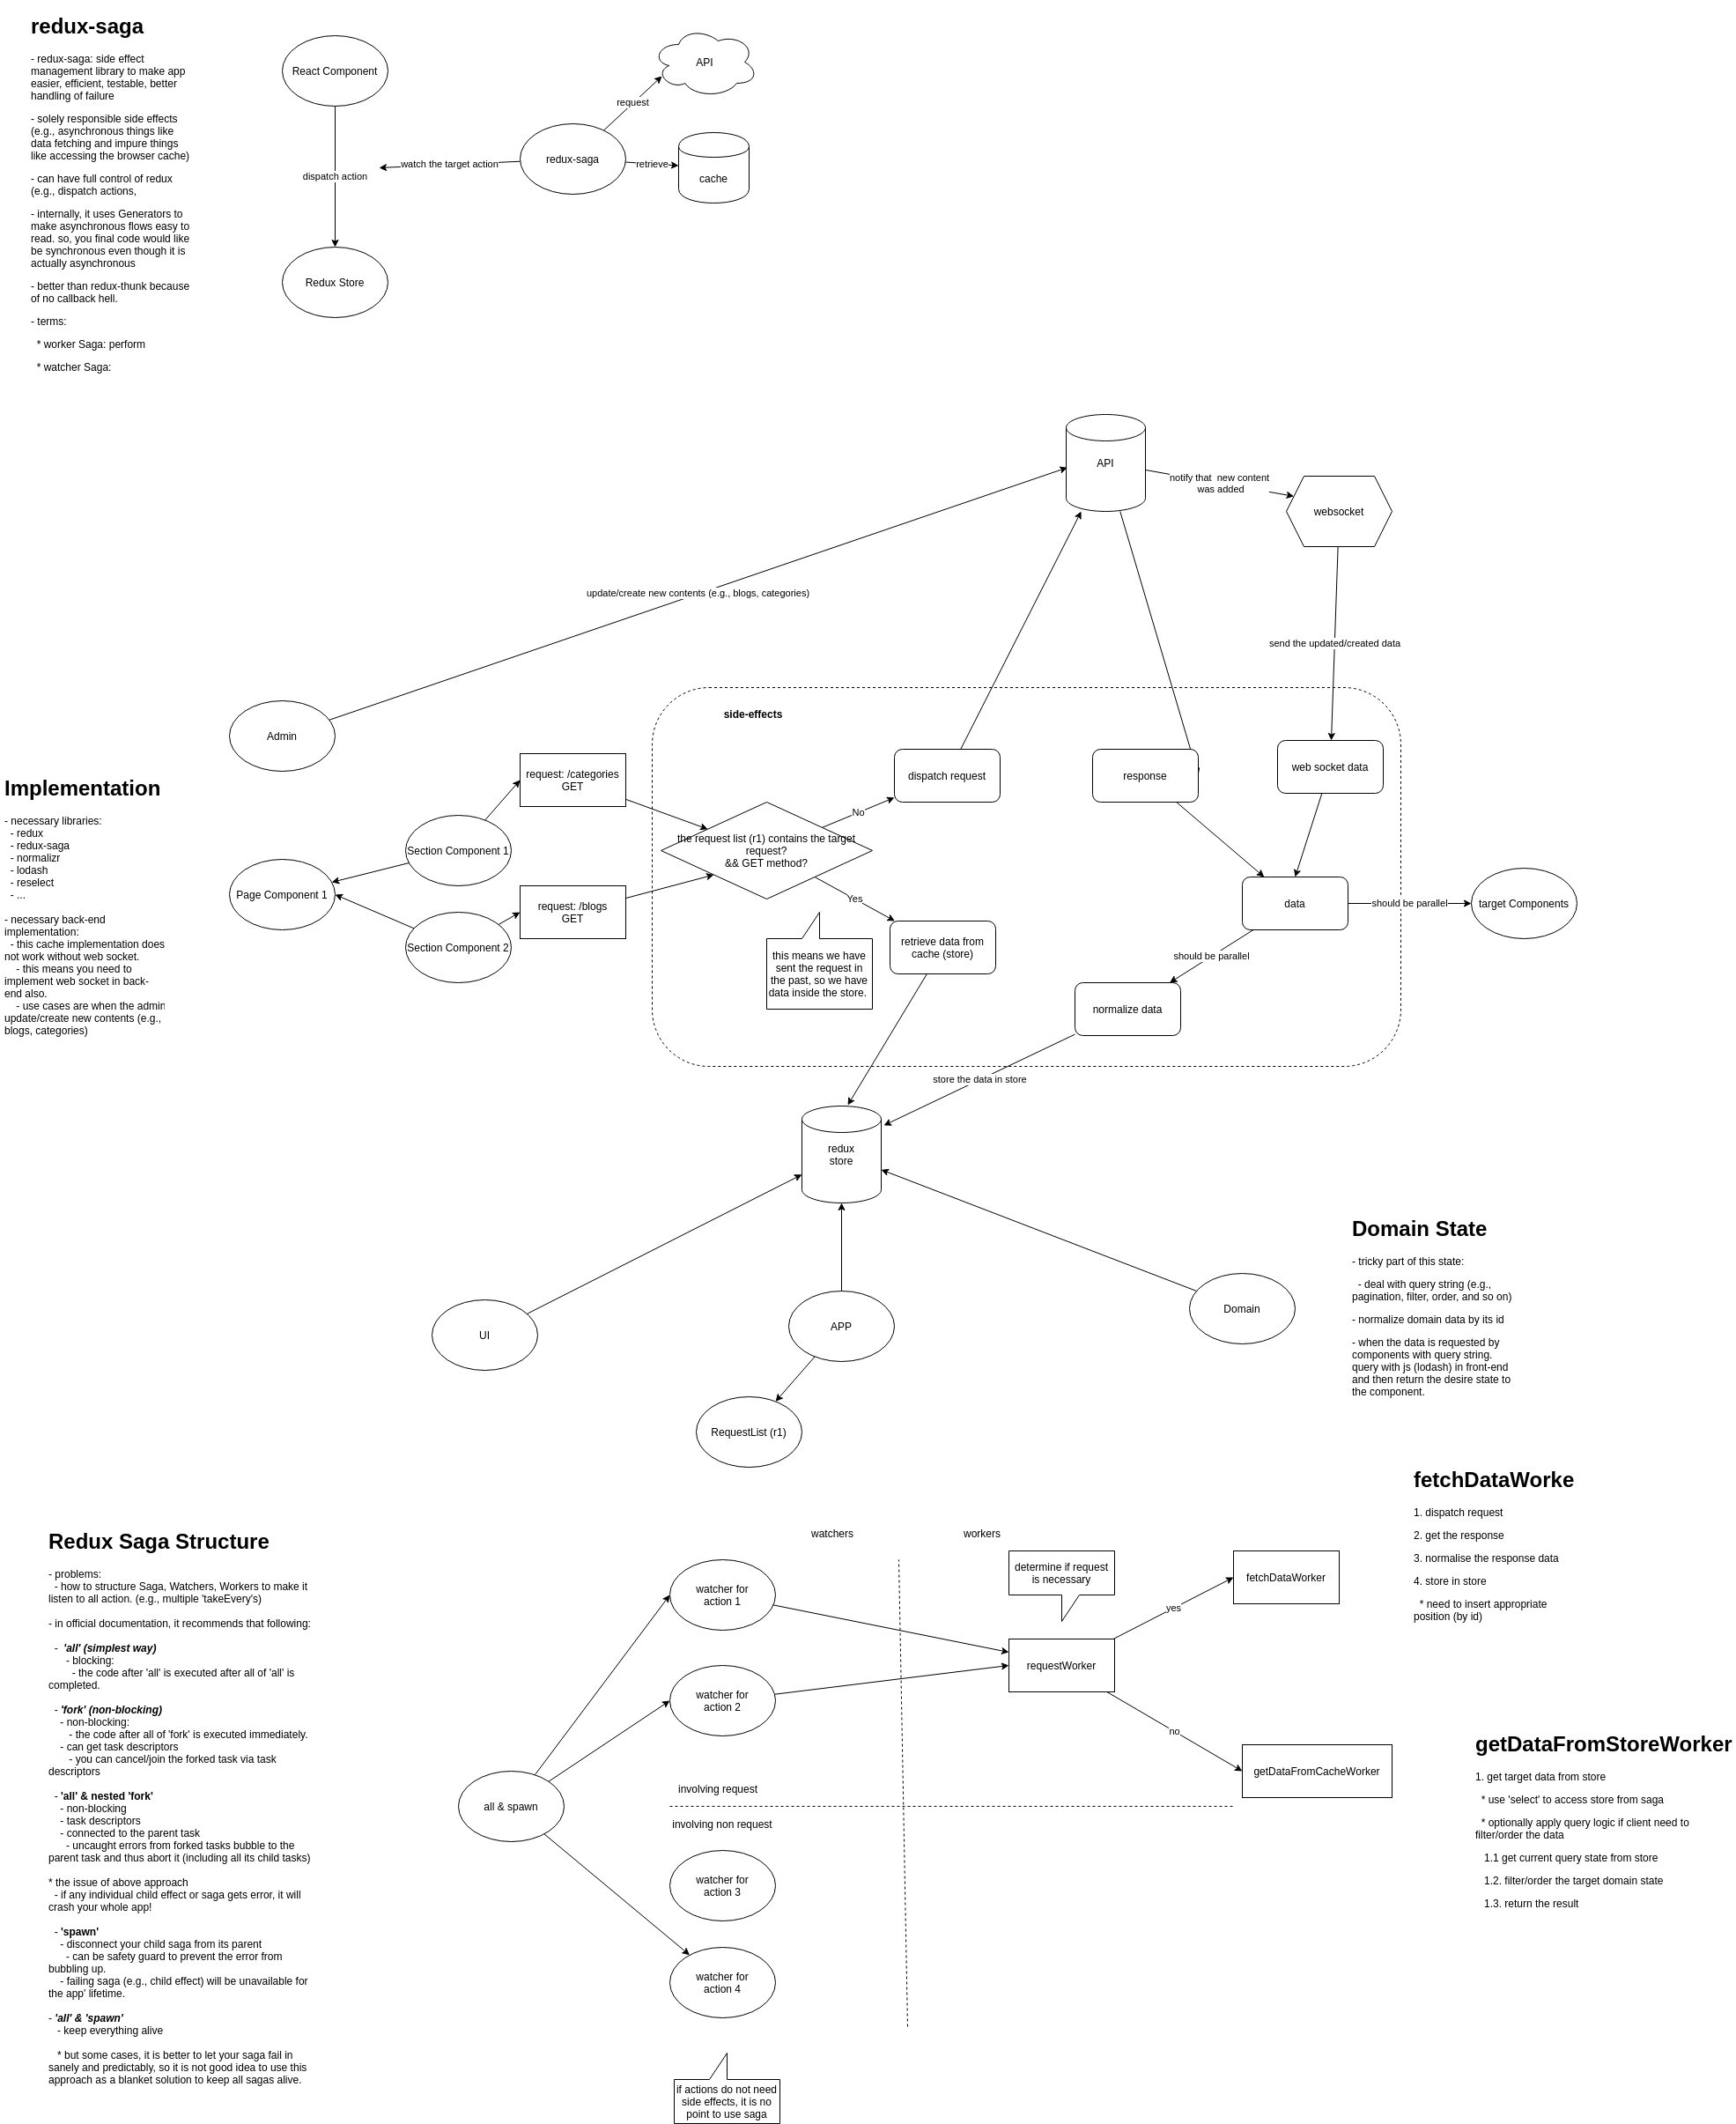 redux-saga
- redux-saga: side effect
management library to make app
easier, efficient, testable, better
handling of failure
- solely responsible side effects
(e.g., asynchronous things like
data fetching and impure things
like accessing the browser cache)
- can have full control of redux
(e.g., dispatch actions,
- internally, it uses Generators to
make asynchronous flows easy to
read. so, you final code would like
be synchronous even though it is
actually asynchronous
- better than redux-thunk because
of no callback hell.
- terms:
* worker Saga: perform
* watcher Saga:
React Component
dispatch action
Redux Store
watch the target action
redux-saga
request
API
retrieve
cache
API
notify that  new content
was added
websocket
update/create new contents (e.g., blogs, categories)
send the updated/created data
Admin
side-effects
Implementation
- necessary libraries:
- redux
- redux-saga
- normalizr
- lodash
- reselect
- ...
- necessary back-end
implementation:
- this cache implementation does
not work without web socket.
- this means you need to
implement web socket in back-
end also.
- use cases are when the admin
update/create new contents (e.g.,
blogs, categories)
Page Component 1
Section Component 1
Section Component 2
request: /categories
GET
request: /blogs
GET
the request list (r1) contains the target
request?
&& GET method?
No
Yes
dispatch request
this means we have
sent the request in
the past, so we have
data inside the store.
retrieve data from
cache (store)
response
web socket data
data
should be parallel
target Components
should be parallel
normalize data
store the data in store
redux
store
UI
APP
Domain
RequestList (r1)
Domain State
- tricky part of this state:
- deal with query string (e.g.,
pagination, filter, order, and so on)
- normalize domain data by its id
- when the data is requested by
components with query string.
query with js (lodash) in front-end
and then return the desire state to
the component.
fetchDataWorke
1. dispatch request
2. get the response
3. normalise the response data
4. store in store
* need to insert appropriate
position (by id)
Redux Saga Structure
- problems:
- how to structure Saga, Watchers, Workers to make it
listen to all action. (e.g., multiple 'takeEvery's)
- in official documentation, it recommends that following:
- 'all' (simplest way)
- blocking:
- the code after 'all' is executed after all of 'all' is
completed.
- 'fork' (non-blocking)
- non-blocking:
- the code after all of 'fork' is executed immediately.
- can get task descriptors
- you can cancel/join the forked task via task
descriptors
- 'all' & nested 'fork'
- non-blocking
- task descriptors
- connected to the parent task
- uncaught errors from forked tasks bubble to the
parent task and thus abort it (including all its child tasks)
* the issue of above approach
- if any individual child effect or saga gets error, it will
crash your whole app!
- 'spawn'
- disconnect your child saga from its parent
- can be safety guard to prevent the error from
bubbling up.
- failing saga (e.g., child effect) will be unavailable for
the app' lifetime.
- 'all' & 'spawn'
- keep everything alive
* but some cases, it is better to let your saga fail in
sanely and predictably, so it is not good idea to use this
approach as a blanket solution to keep all sagas alive.
watchers
workers
watcher for
action 1
watcher for
action 2
all & spawn
involving request
involving non request
watcher for
action 3
watcher for
action 4
if actions do not need
side effects, it is no
point to use saga
determine if request
is necessary
requestWorker
yes
fetchDataWorker
no
getDataFromCacheWorker
getDataFromStoreWorker
1. get target data from store
* use 'select' to access store from saga
* optionally apply query logic if client need to
filter/order the data
1.1 get current query state from store
1.2. filter/order the target domain state
1.3. return the result